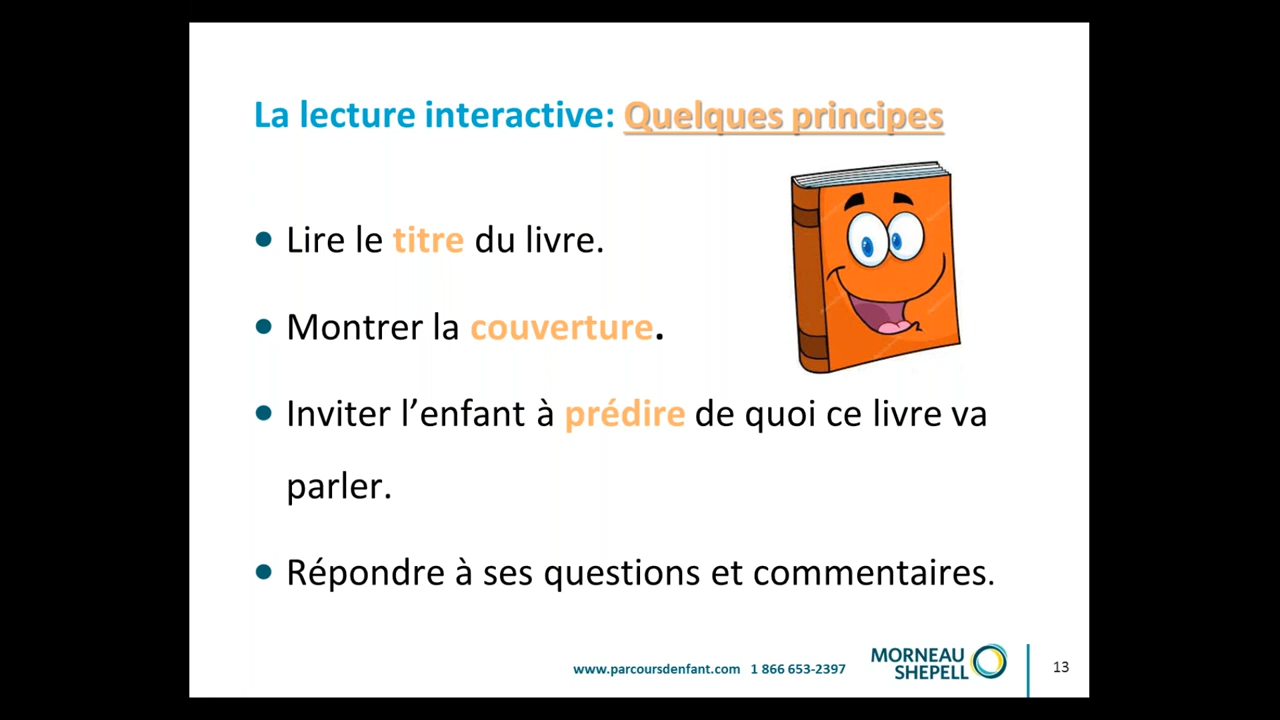 La lecture interactive: Quelques principes
• Lire le titre du livre.
• Montrer la couverture.
• Inviter l’enfant à prédire de quoi ce livre va
parler.
• Répondre à ses questions et commentaires.
www.parcoursdenfant.com 1 866 653-2397
MORNEAU
SHEPELL
13